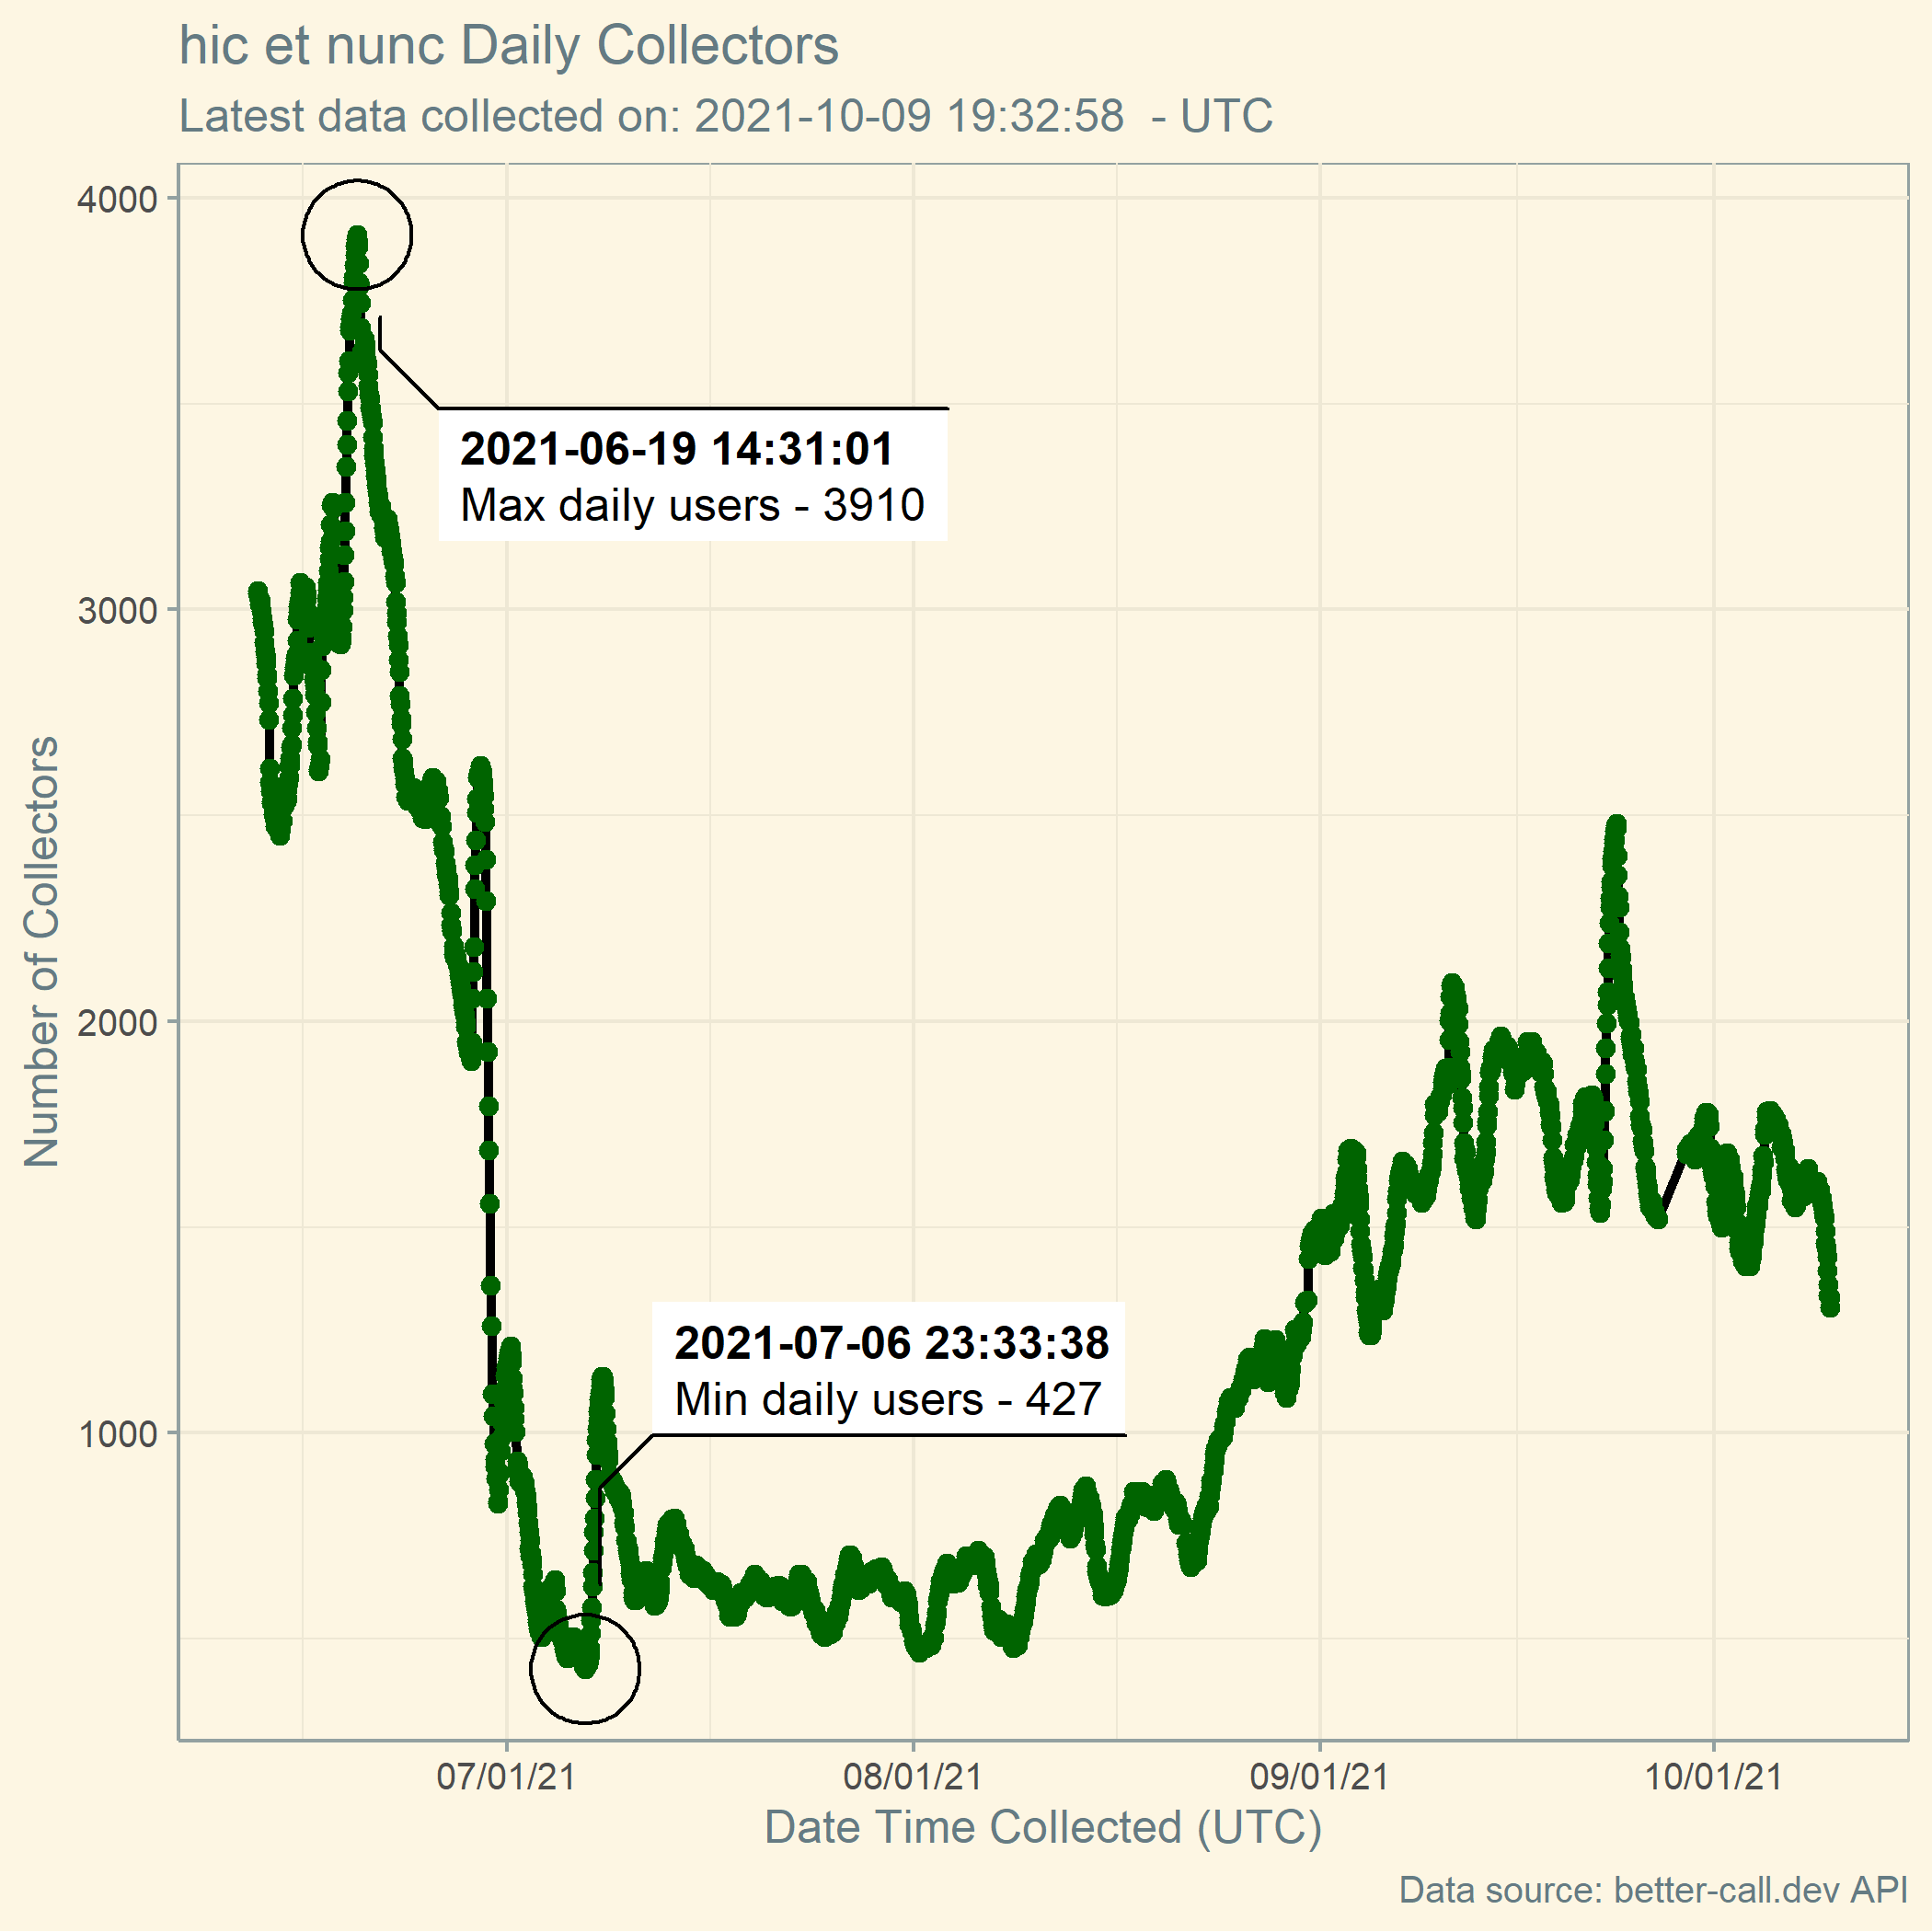 hic et nunc Daily Collectors
Latest data collected on: 2021-10-09 19:32:58  - UTC
4000
3000
2000
1000
Number of Collectors
2021-06-19 14:31:01
Max daily users - 3910
2021-07-06 23:33:38
Min daily users - 427
07/01/21
08/01/21
09/01/21
10/01/21
Date Time Collected (UTC)
Data source: better-call.dev API